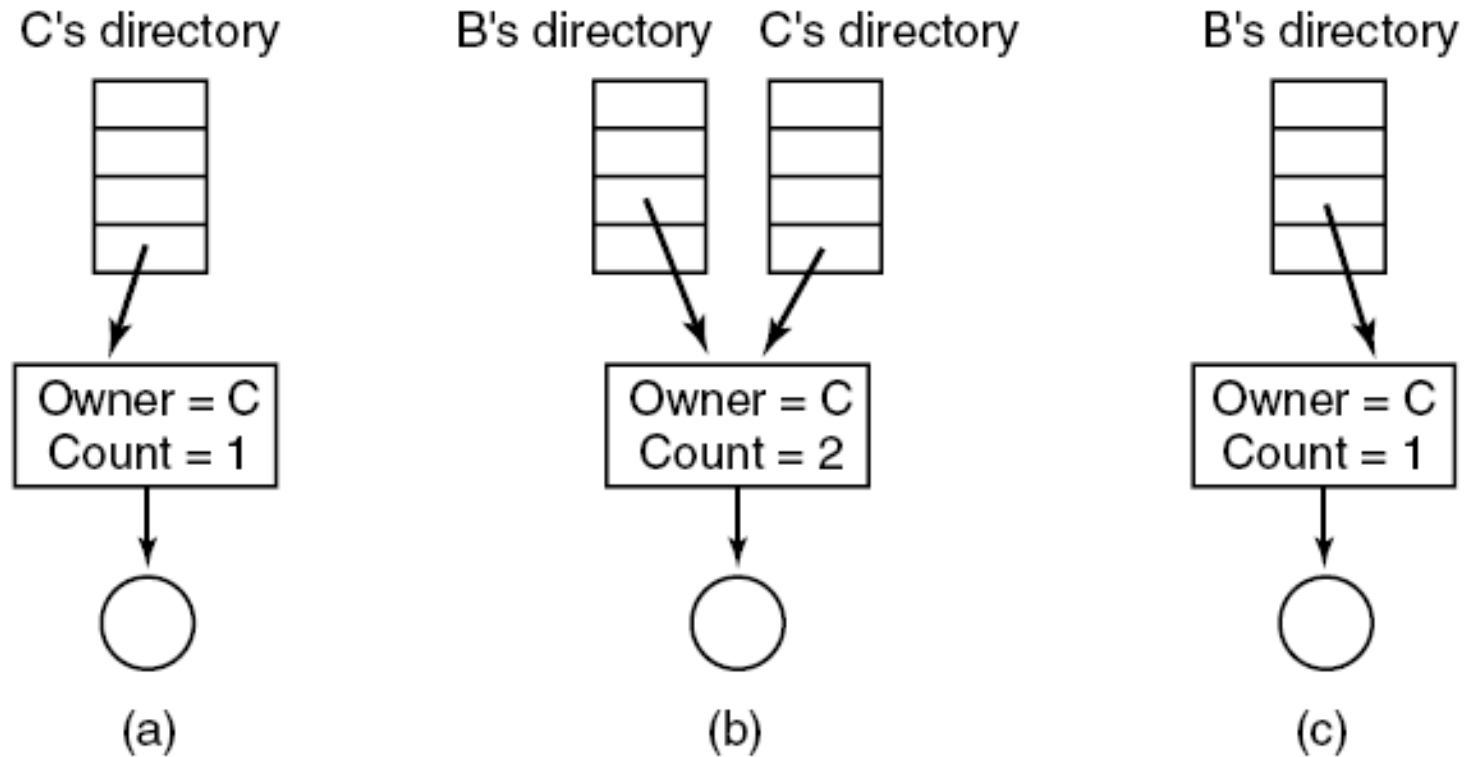 C's directory
B's directory
C's directory
B's directory
Owner = C
Count = 1
Owner = C
Count = 2
Owner = C
Count = 1
(a)
(b)
(c)